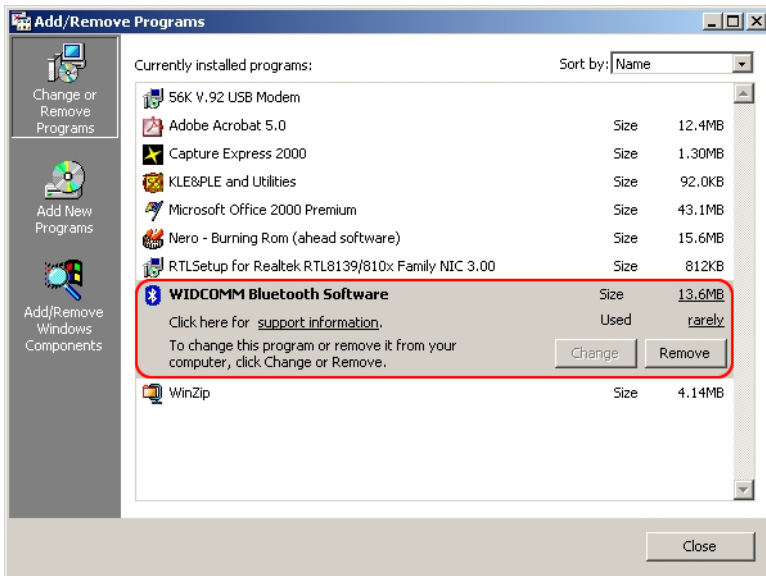 Add/Remove Programs
Change or
Remove
Programs
Add New
Programs
Add/Remove
Windows
Components
Currently installed programs:
Sort by: Name
56K V.92 USB Modem
Adobe Acrobat 5.0 Size 12.4MB
Capture Express 2000 Size 1.30MB
KLE&PLE and Utilities Size 92.0KB
Microsoft Office 2000 Premium Size 43.1MB
Nero - Burning Rom (ahead software) Size 15.6MB
RTLSetup for Realtek RTL8139/810x Family NIC 3.00 Size 812KB
WIDCOMM Bluetooth Software Size 13.6MB
Click here for support information. Used rarely
To change this program or remove it from your
computer, click Change or Remove.
Change Remove
WinZip Size 4.14MB
Close